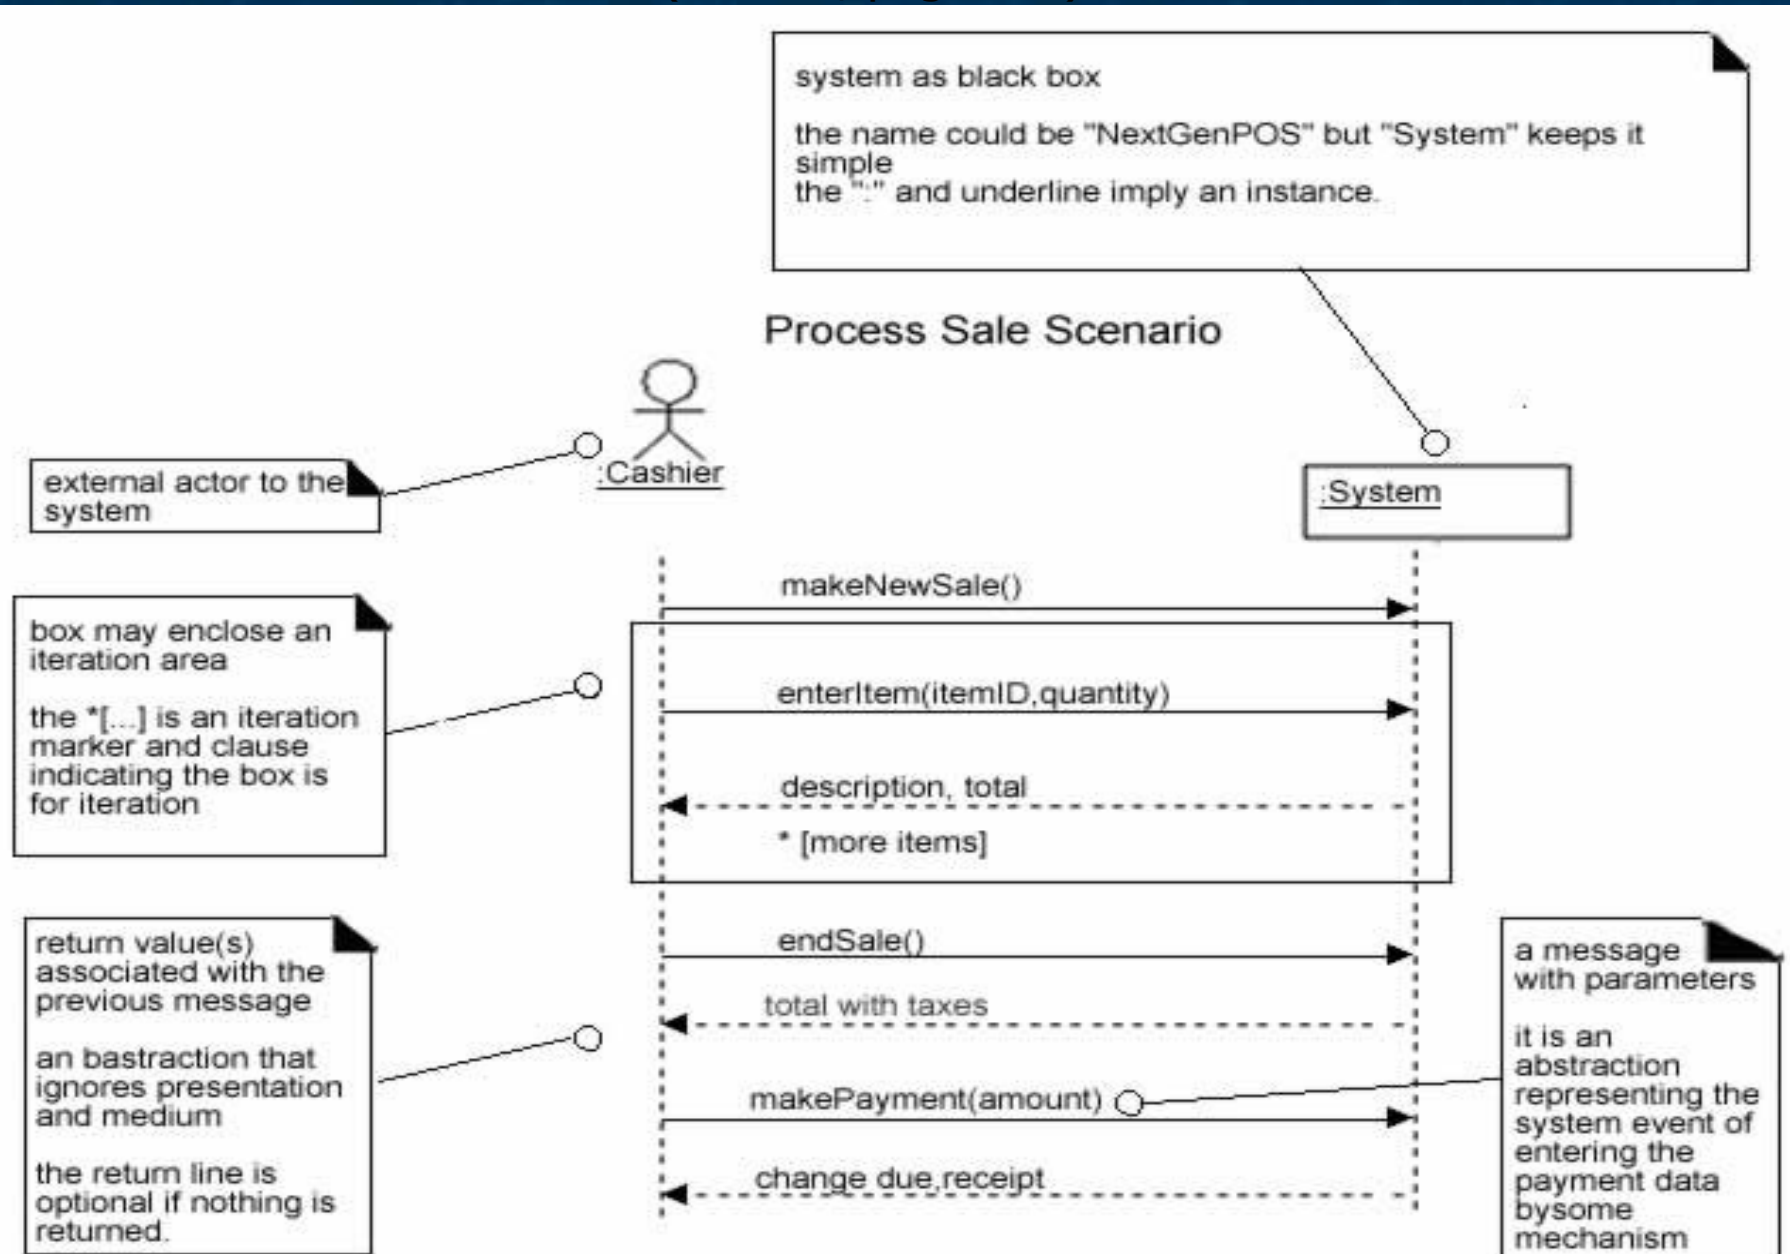 system as black box
the name could be "NextGenPOS" but "System" keeps it
simple
the ":" and underline imply an instance.
Process Sale Scenario
:Cashier
external actor to the
system
:System
makeNewSale()
box may enclose an
iteration area
the *[...] is an iteration
marker and clause
indicating the box is
for iteration
enterItem(itemID,quantity)
description, total
* [more items]
return value(s)
associated with the
previous message
an bastraction that
ignores presentation
and medium
the return line is
optional if nothing is
returned.
endSale()
total with taxes
makePayment(amount)
change due,receipt
a message
with parameters
it is an
abstraction
representing the
system event of
entering the
payment data
bysome
mechanism